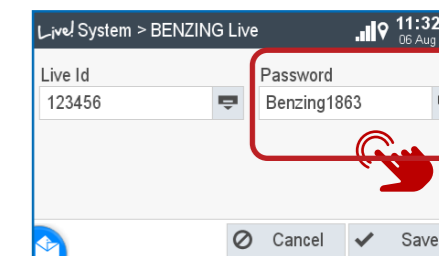 Live! System > BENZING Live 11:32
06 Aug
Live Id Password
123456 Benzing1863
Cancel Save